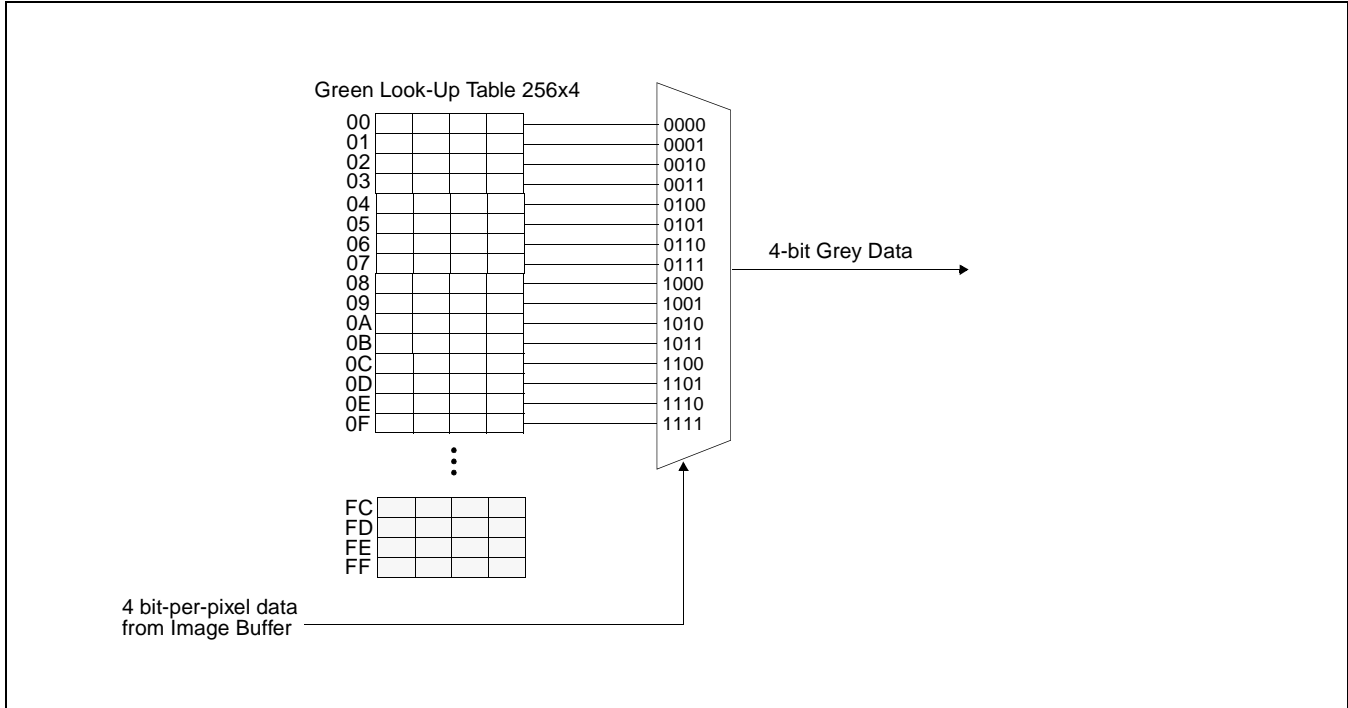 Green Look-Up Table 256x4
00
01
02
03
04
05
06
07
08
09
0A
0B
0C
0D
0E
0F
FC
FD
FE
FF
0000
0001
0010
0011
0100
0101
0110
0111
1000
1001
1010
1011
1100
1101
1110
1111
4-bit Grey Data
4 bit-per-pixel data
from Image Buffer